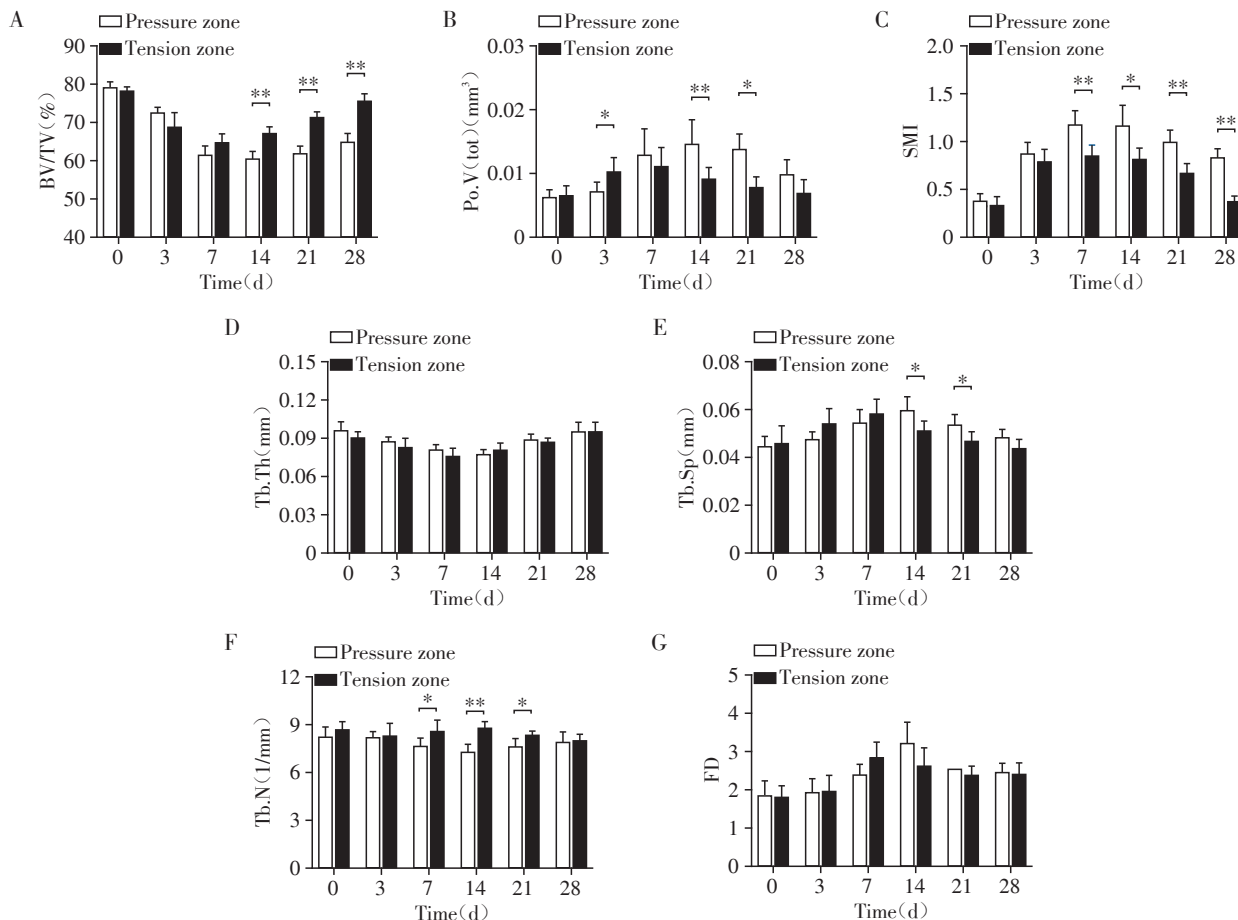 A
Pressure zone
Tension zone
BV/TV(%)
90
80
70
60
50
40
**
**
**
0 3 7 14 21 28
Time(d)
B
Pressure zone
Tension zone
Po.V(tot)(mm³)
0.03
0.02
0.01
0
*
**
*
0 3 7 14 21 28
Time(d)
C
Pressure zone
Tension zone
SMI
2.0
1.5
1.0
0.5
0
**
*
**
**
0 3 7 14 21 28
Time(d)
D
Pressure zone
Tension zone
Tb.Th(mm)
0.15
0.12
0.09
0.06
0.03
0
0 3 7 14 21 28
Time(d)
E
Pressure zone
Tension zone
Tb.Sp(mm)
0.08
0.06
0.04
0.02
0
*
*
0 3 7 14 21 28
Time(d)
F
Pressure zone
Tension zone
Tb.N(1/mm)
12
9
6
3
0
*
**
*
0 3 7 14 21 28
Time(d)
G
Pressure zone
Tension zone
FD
5
4
3
2
1
0
0 3 7 14 21 28
Time(d)